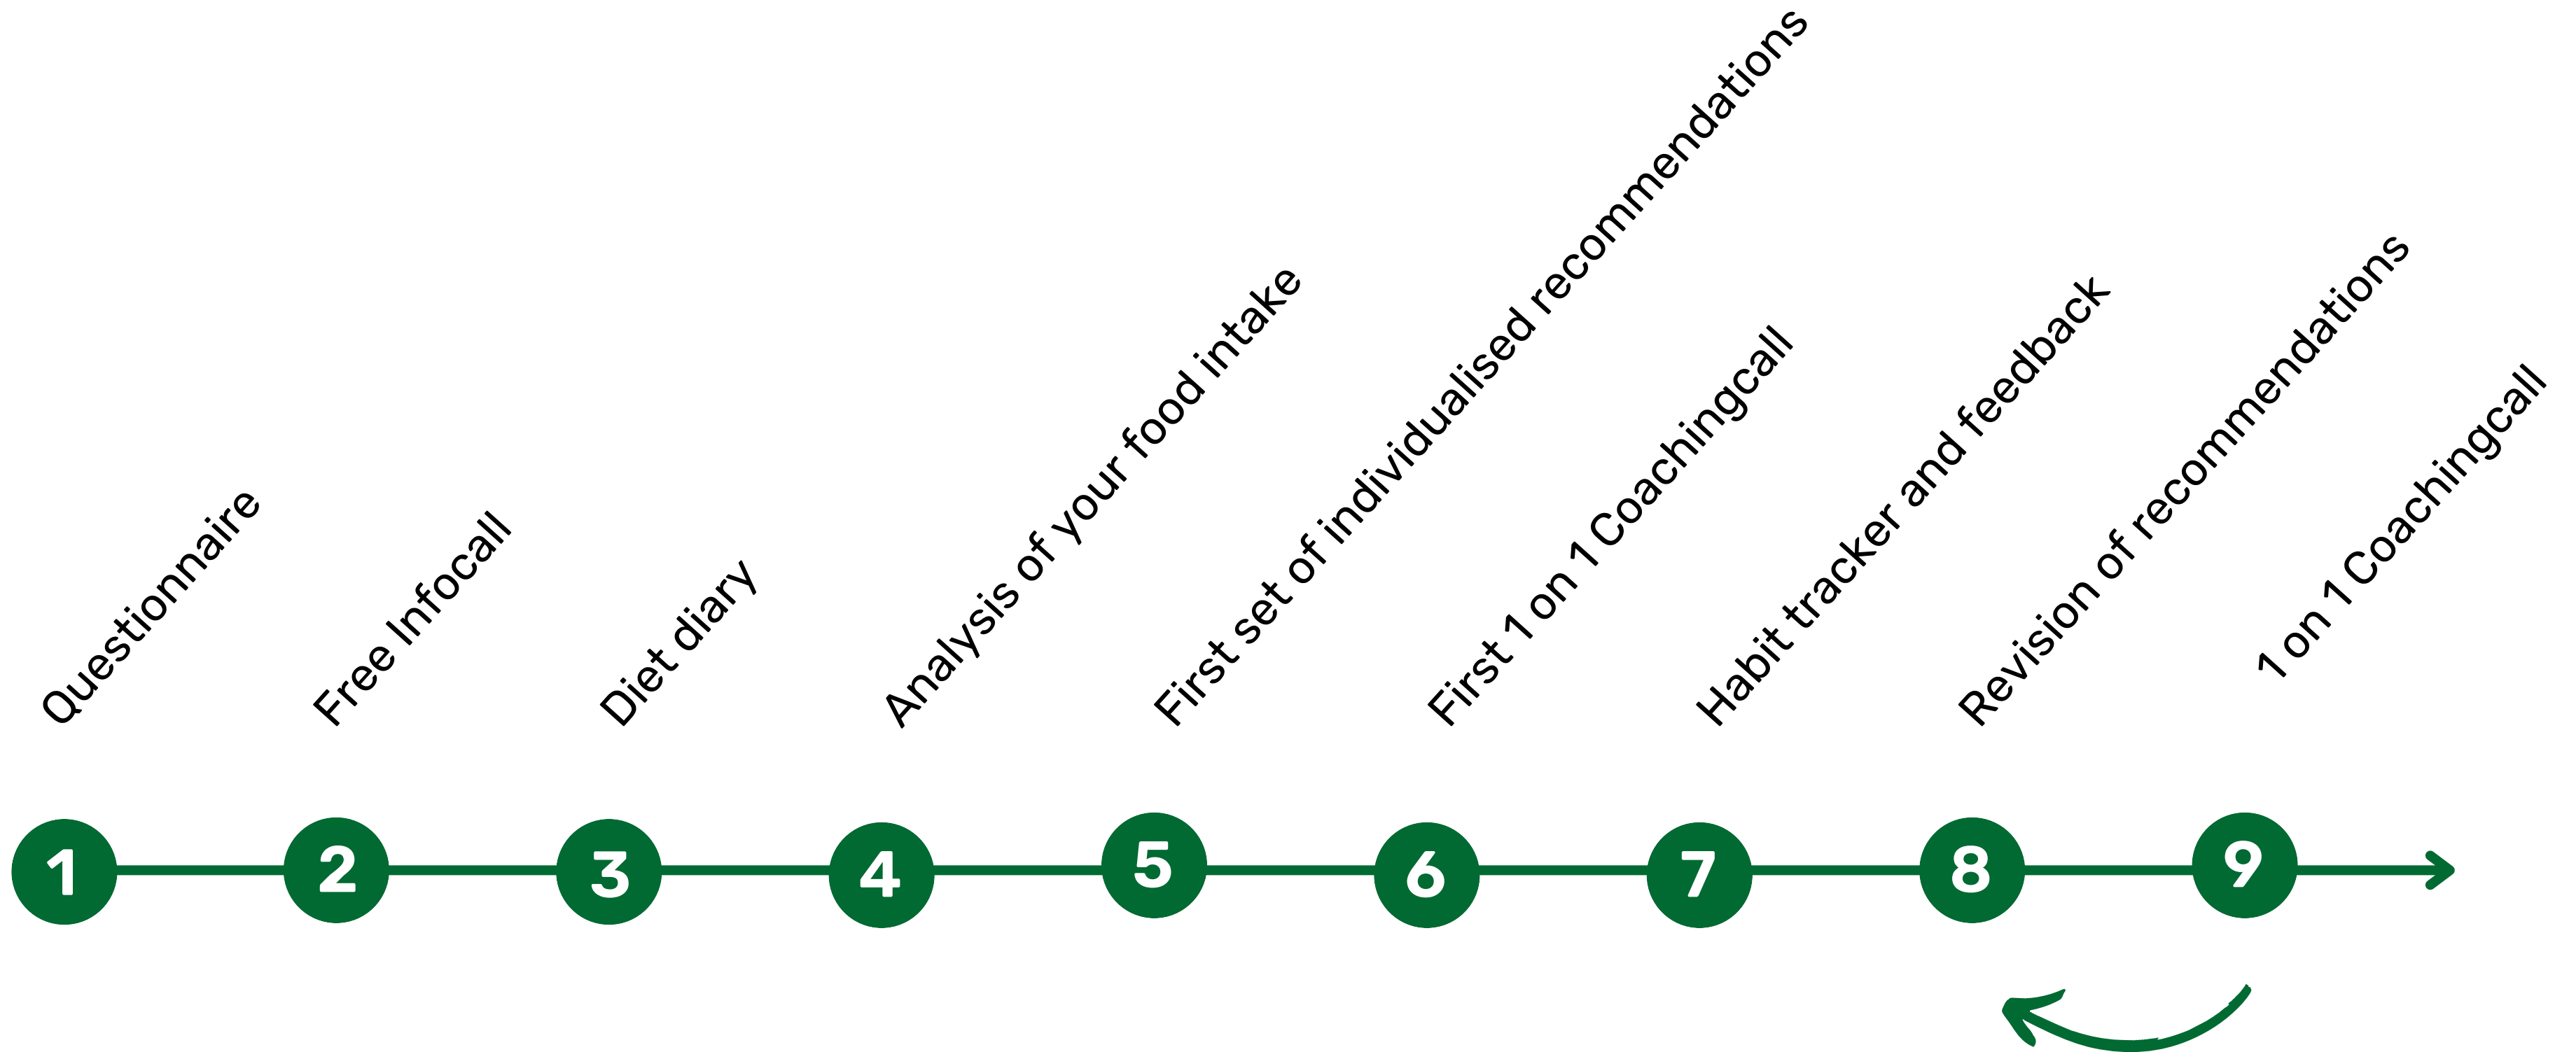 Questionnaire
Free Infocall
Diet diary
Analysis of your food intake
First set of individualised recommendations
First 1 on 1 Coachingcall
Habit tracker and feedback
Revision of recommendations
1 on 1 Coachingcall
1
2
3
4
5
6
7
8
9